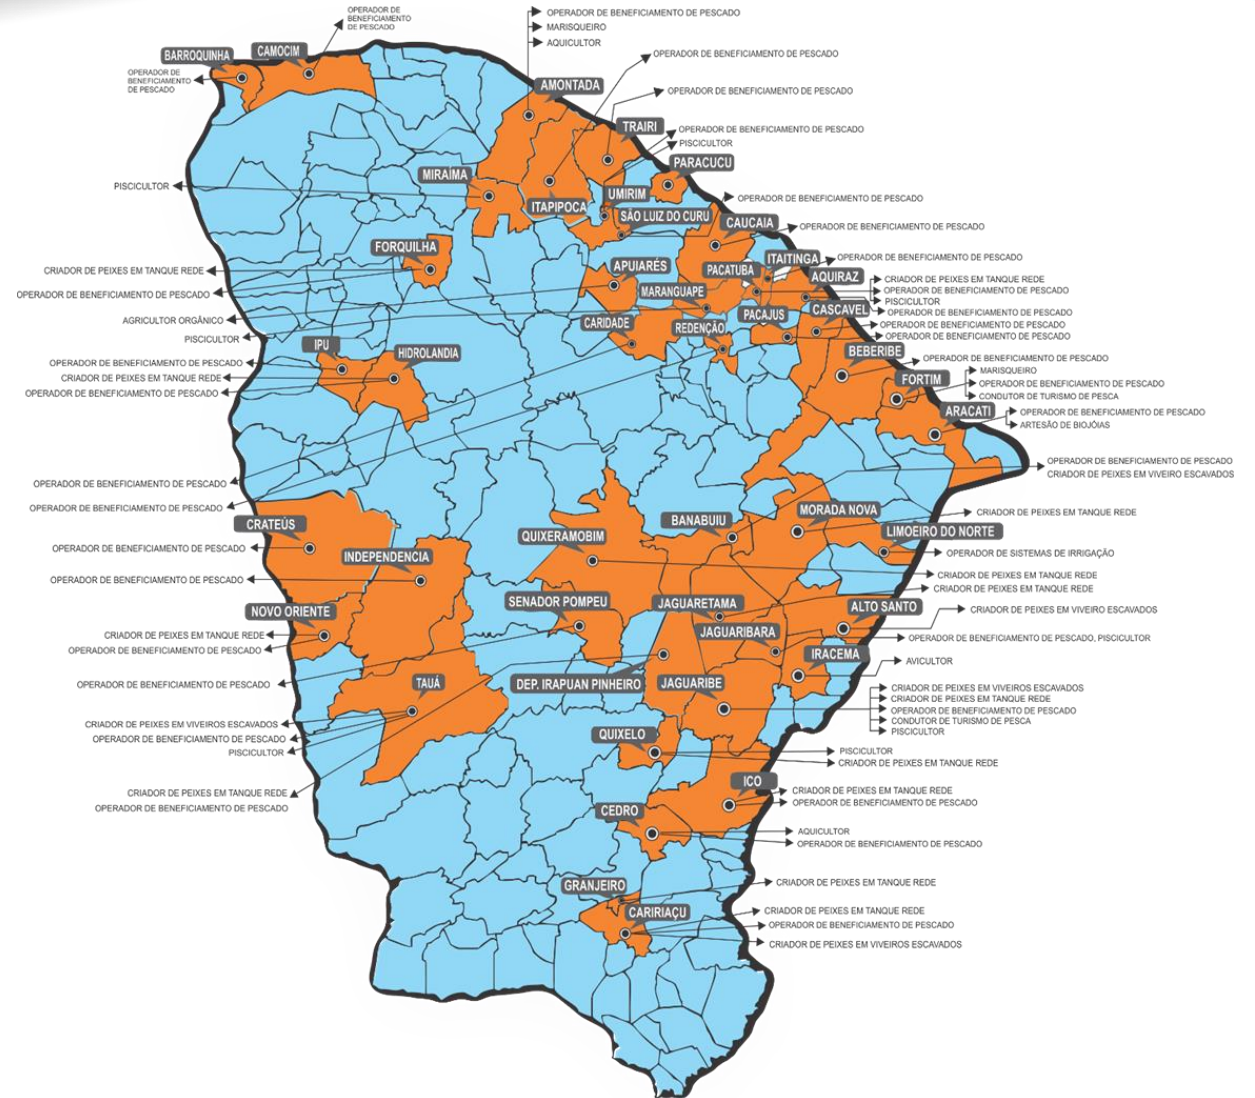 OPERADOR DE
BENEFICIAMENTO
DE PESCADO
OPERADOR DE BENEFICIAMENTO DE PESCADO
MARISQUEIRO
AQUICULTOR
BARROQUINHA
CAMOCIM
OPERADOR DE
BENEFICIAMENTO
DE PESCADO
OPERADOR DE BENEFICIAMENTO DE PESCADO
AMONTADA
OPERADOR DE BENEFICIAMENTO DE PESCADO
TRAIRI
OPERADOR DE BENEFICIAMENTO DE PESCADO
PISCICULTOR
PARACUCU
MIRAÍMA
PISCICULTOR
UMIRIM
ITAPIPOCA
OPERADOR DE BENEFICIAMENTO DE PESCADO
SÃO LUIZ DO CURU
CAUCAIA
OPERADOR DE BENEFICIAMENTO DE PESCADO
FORQUILHA
ITAITINGA
OPERADOR DE BENEFICIAMENTO DE PESCADO
APUIARÉS
PACATUBA
AQUIRAZ
CRIADOR DE PEIXES EM TANQUE REDE
CRIADOR DE PEIXES EM TANQUE REDE
OPERADOR DE BENEFICIAMENTO DE PESCADO
MARANGUAPE
OPERADOR DE BENEFICIAMENTO DE PESCADO
PISCICULTOR
CASCAVEL
OPERADOR DE BENEFICIAMENTO DE PESCADO
AGRICULTOR ORGÂNICO
CARIDADE
REDENÇÃO
PACAJUS
OPERADOR DE BENEFICIAMENTO DE PESCADO
PISCICULTOR
OPERADOR DE BENEFICIAMENTO DE PESCADO
IPU
HIDROLANDIA
BEBERIBE
OPERADOR DE BENEFICIAMENTO DE PESCADO
OPERADOR DE BENEFICIAMENTO DE PESCADO
MARISQUEIRO
CRIADOR DE PEIXES EM TANQUE REDE
FORTIM
OPERADOR DE BENEFICIAMENTO DE PESCADO
OPERADOR DE BENEFICIAMENTO DE PESCADO
CONDUTOR DE TURISMO DE PESCA
ARACATI
OPERADOR DE BENEFICIAMENTO DE PESCADO
ARTESÃO DE BIOJÓIAS
OPERADOR DE BENEFICIAMENTO DE PESCADO
CRIADOR DE PEIXES EM VIVEIRO ESCAVADOS
OPERADOR DE BENEFICIAMENTO DE PESCADO
OPERADOR DE BENEFICIAMENTO DE PESCADO
MORADA NOVA
CRIADOR DE PEIXES EM TANQUE REDE
CRATEÚS
BANABUIU
LIMOEIRO DO NORTE
QUIXERAMOBIM
OPERADOR DE BENEFICIAMENTO DE PESCADO
INDEPENDENCIA
OPERADOR DE SISTEMAS DE IRRIGAÇÃO
OPERADOR DE BENEFICIAMENTO DE PESCADO
CRIADOR DE PEIXES EM TANQUE REDE
CRIADOR DE PEIXES EM TANQUE REDE
SENADOR POMPEU
JAGUARETAMA
ALTO SANTO
CRIADOR DE PEIXES EM VIVEIRO ESCAVADOS
NOVO ORIENTE
CRIADOR DE PEIXES EM TANQUE REDE
JAGUARIBARA
OPERADOR DE BENEFICIAMENTO DE PESCADO, PISCICULTOR
OPERADOR DE BENEFICIAMENTO DE PESCADO
IRACEMA
AVICULTOR
OPERADOR DE BENEFICIAMENTO DE PESCADO
TAUÁ
DEP. IRAPUAN PINHEIRO
JAGUARIBE
CRIADOR DE PEIXES EM VIVEIROS ESCAVADOS
CRIADOR DE PEIXES EM TANQUE REDE
OPERADOR DE BENEFICIAMENTO DE PESCADO
CONDUTOR DE TURISMO DE PESCA
PISCICULTOR
CRIADOR DE PEIXES EM VIVEIROS ESCAVADOS
OPERADOR DE BENEFICIAMENTO DE PESCADO
PISCICULTOR
QUIXELO
PISCICULTOR
CRIADOR DE PEIXES EM TANQUE REDE
ICO
CRIADOR DE PEIXES EM TANQUE REDE
OPERADOR DE BENEFICIAMENTO DE PESCADO
CRIADOR DE PEIXES EM TANQUE REDE
OPERADOR DE BENEFICIAMENTO DE PESCADO
CEDRO
AQUICULTOR
OPERADOR DE BENEFICIAMENTO DE PESCADO
GRANJEIRO
CRIADOR DE PEIXES EM TANQUE REDE
CARIRIAÇU
CRIADOR DE PEIXES EM TANQUE REDE
OPERADOR DE BENEFICIAMENTO DE PESCADO
CRIADOR DE PEIXES EM VIVEIROS ESCAVADOS